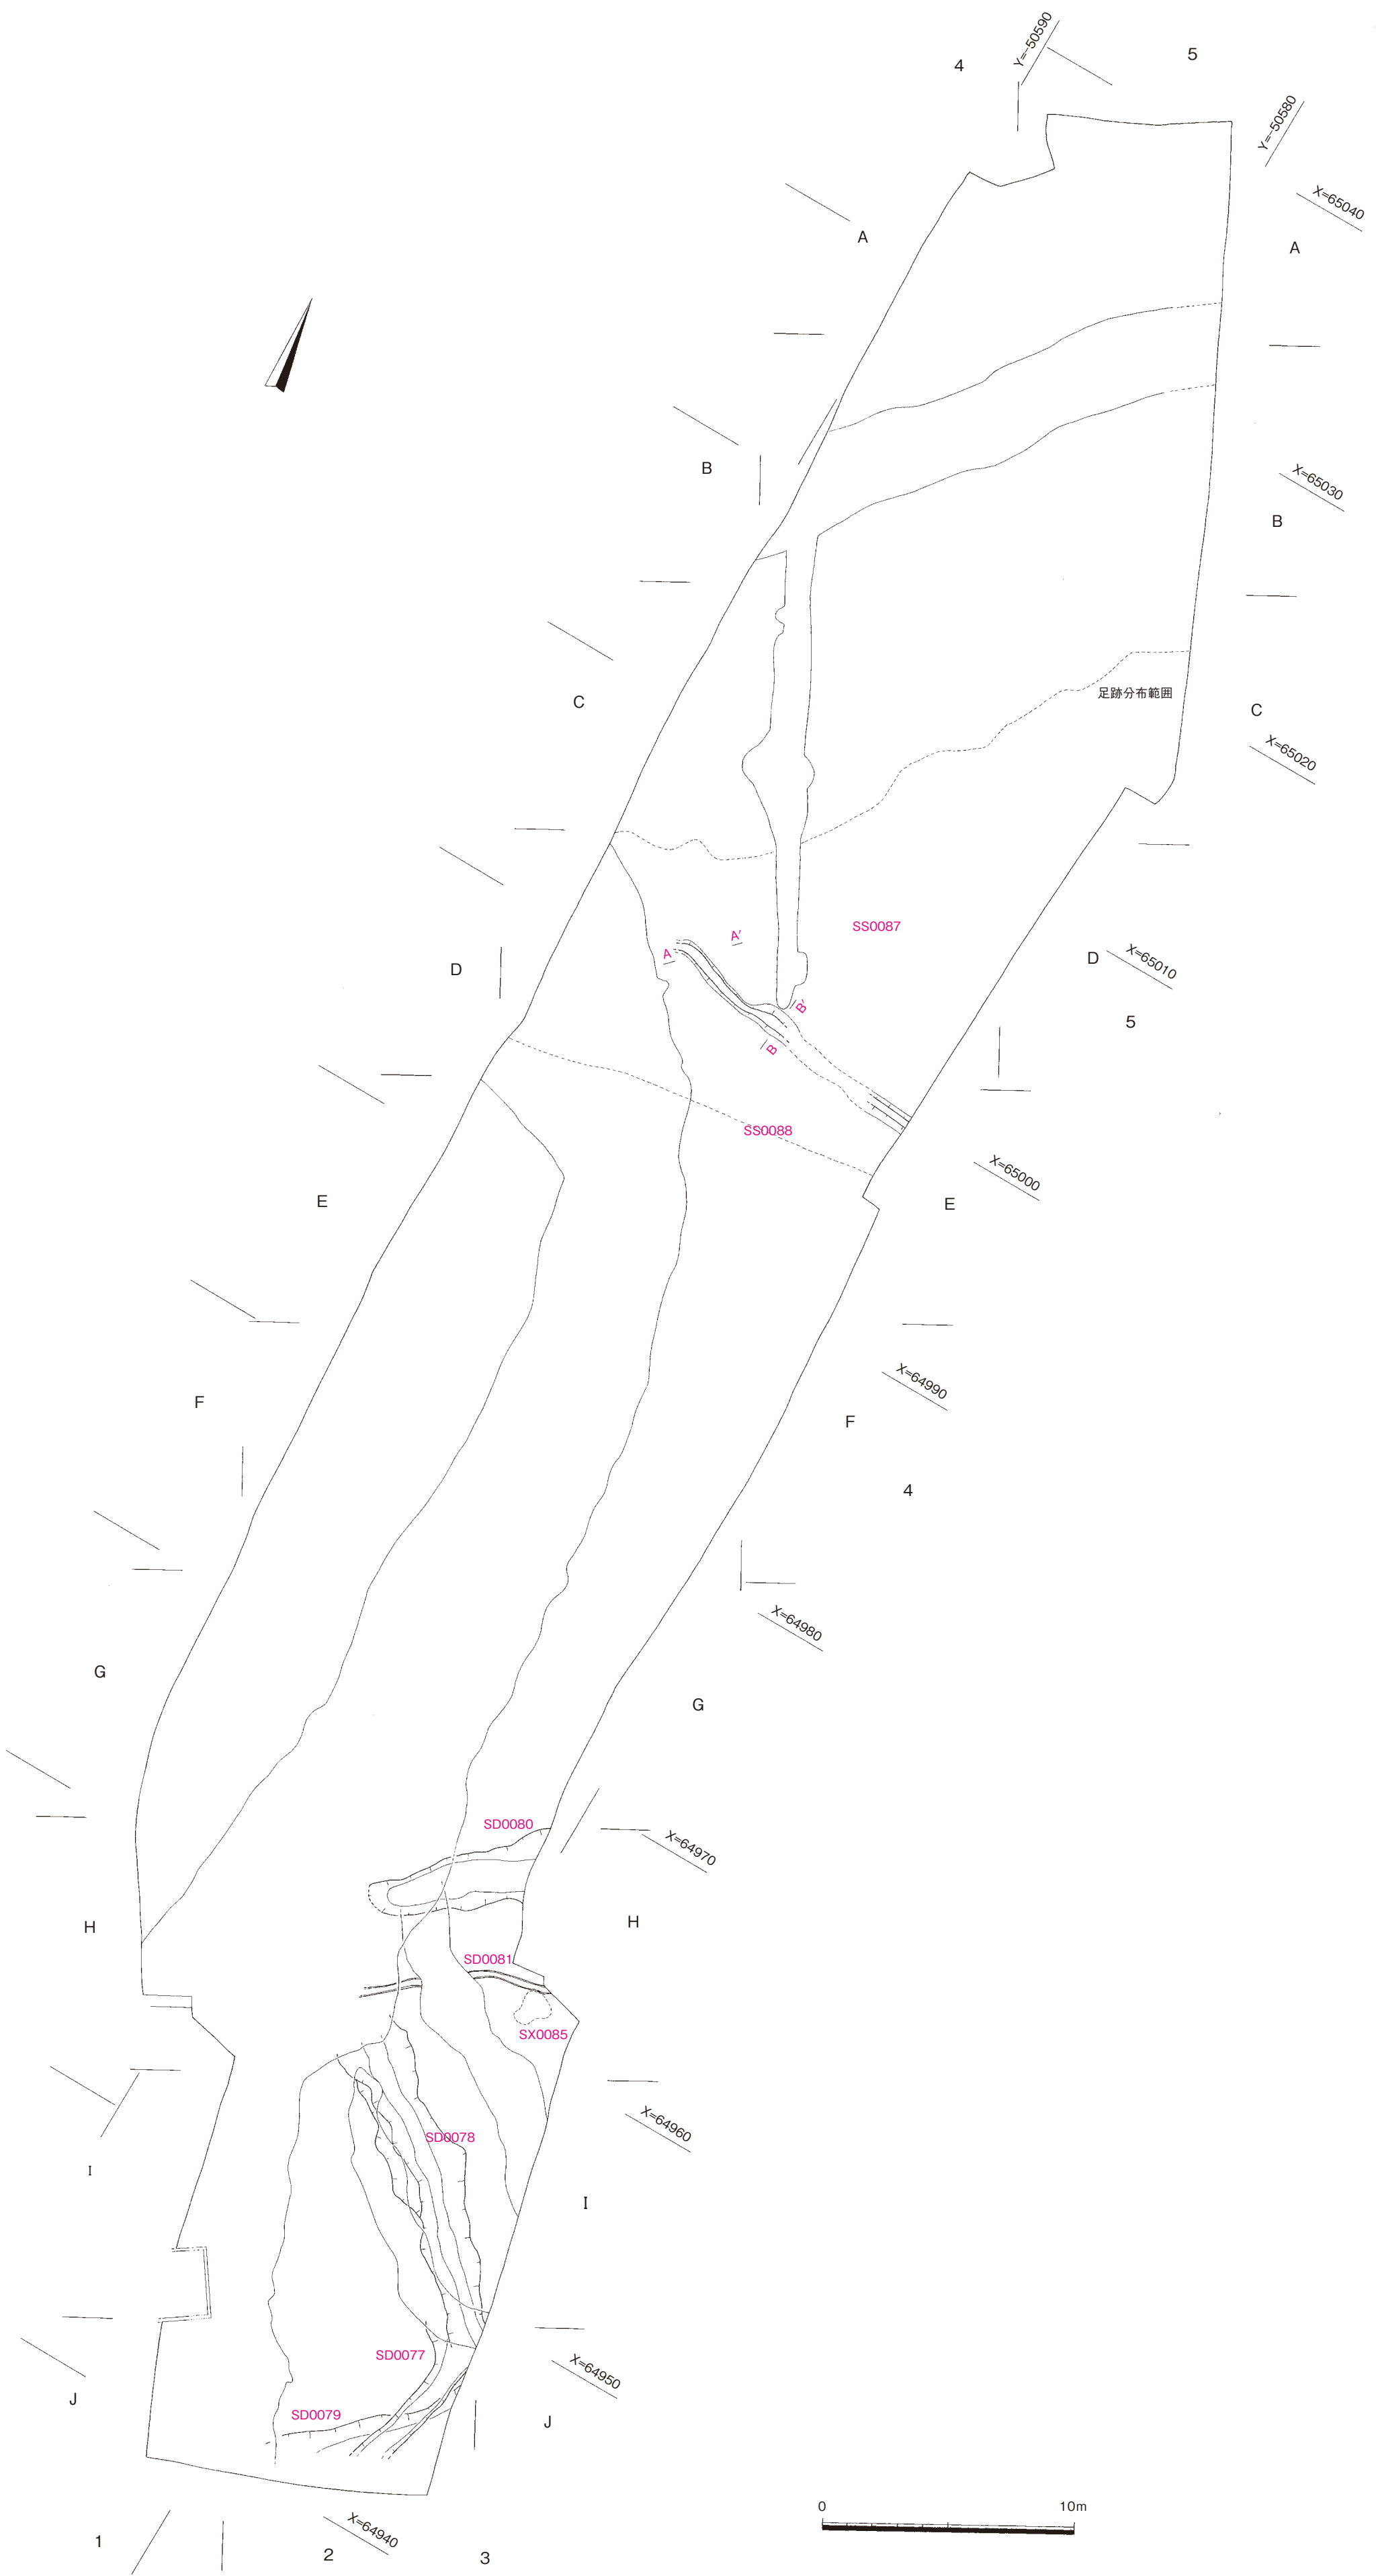 Y=-50590
4
5
Y=-50580
X=65040
A
A
B
X=65030
B
C
足跡分布範囲
C
X=65020
SS0087
A
A′
D
D
X=65010
B′
B
5
SS0088
X=65000
E
E
X=64990
F
F
4
X=64980
G
G
SD0080
X=64970
H
H
SD0081
SX0085
X=64960
SD0078
I
I
SD0077
X=64950
J
SD0079
J
0
10m
X=64940
1
2
3